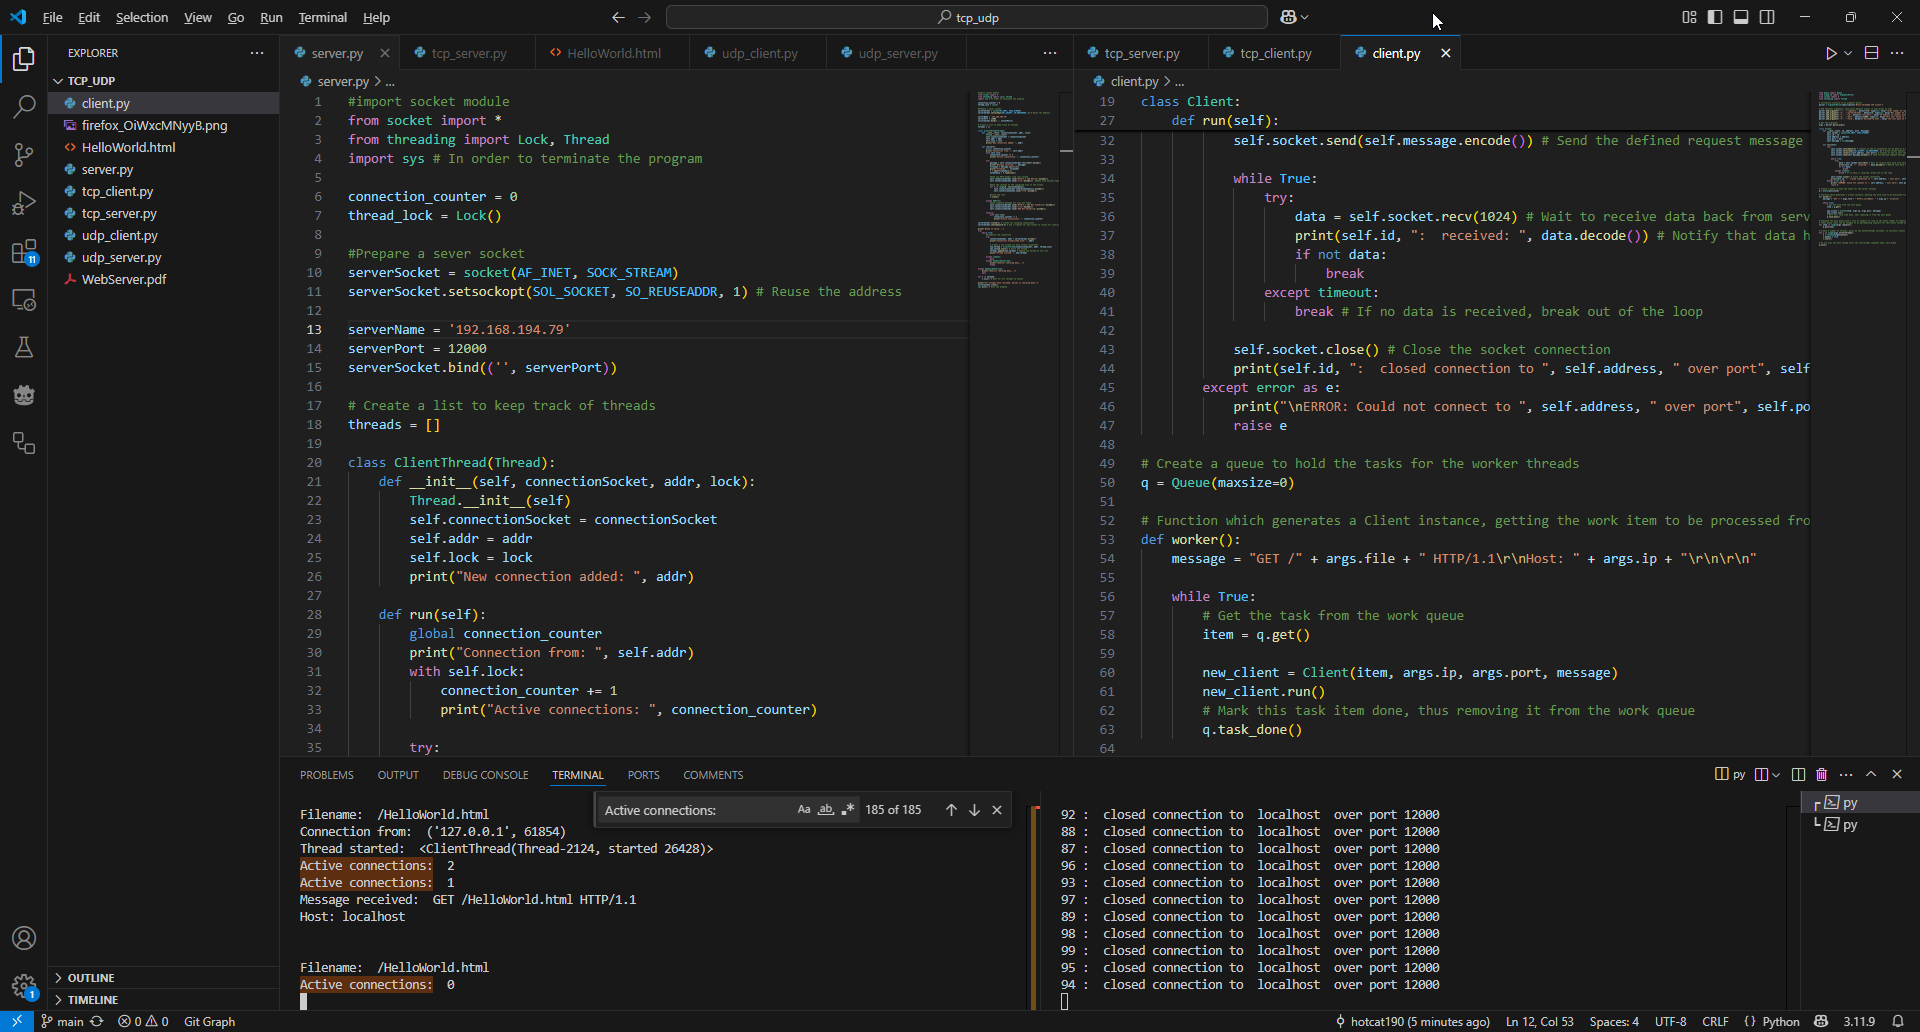 File Edit Selection View Go Run Terminal Help
tcp_udp
EXPLORER
TCP_UDP
client.py
firefox_OiWxcMNyyB.png
HelloWorld.html
server.py
tcp_client.py
tcp_server.py
udp_client.py
udp_server.py
WebServer.pdf
OUTLINE
TIMELINE
11
1
server.py tcp_server.py HelloWorld.html udp_client.py udp_server.py
server.py > ...
1 #import socket module
2 from socket import *
3 from threading import Lock, Thread
4 import sys # In order to terminate the program
5
6 connection_counter = 0
7 thread_lock = Lock()
8
9 #Prepare a sever socket
10 serverSocket = socket(AF_INET, SOCK_STREAM)
11 serverSocket.setsockopt(SOL_SOCKET, SO_REUSEADDR, 1) # Reuse the address
12
13 serverName = '192.168.194.79'
14 serverPort = 12000
15 serverSocket.bind(('', serverPort))
16
17 # Create a list to keep track of threads
18 threads = []
19
20 class ClientThread(Thread):
21 def __init__(self, connectionSocket, addr, lock):
22 Thread.__init__(self)
23 self.connectionSocket = connectionSocket
24 self.addr = addr
25 self.lock = lock
26 print("New connection added: ", addr)
27
28 def run(self):
29 global connection_counter
30 print("Connection from: ", self.addr)
31 with self.lock:
32 connection_counter += 1
33 print("Active connections: ", connection_counter)
34
35 try:
tcp_server.py tcp_client.py client.py
client.py > ...
19 class Client:
27 def run(self):
32 self.socket.send(self.message.encode()) # Send the defined request message
33
34 while True:
35 try:
36 data = self.socket.recv(1024) # Wait to receive data back from serv
37 print(self.id, ":  received: ", data.decode()) # Notify that data h
38 if not data:
39 break
40 except timeout:
41 break # If no data is received, break out of the loop
42
43 self.socket.close() # Close the socket connection
44 print(self.id, ":  closed connection to ", self.address, " over port", self
45 except error as e:
46 print("\nERROR: Could not connect to ", self.address, " over port", self.po
47 raise e
48
49 # Create a queue to hold the tasks for the worker threads
50 q = Queue(maxsize=0)
51
52 # Function which generates a Client instance, getting the work item to be processed fro
53 def worker():
54 message = "GET /" + args.file + " HTTP/1.1\r\nHost: " + args.ip + "\r\n\r\n"
55
56 while True:
57 # Get the task from the work queue
58 item = q.get()
59
60 new_client = Client(item, args.ip, args.port, message)
61 new_client.run()
62 # Mark this task item done, thus removing it from the work queue
63 q.task_done()
64
PROBLEMS OUTPUT DEBUG CONSOLE TERMINAL PORTS COMMENTS
py
Active connections: Aa ab 185 of 185
Filename:  /HelloWorld.html
Connection from:  ('127.0.0.1', 61854)
Thread started:  <ClientThread(Thread-2124, started 26428)>
Active connections:  2
Active connections:  1
Message received:  GET /HelloWorld.html HTTP/1.1
Host: localhost
Filename:  /HelloWorld.html
Active connections:  0
92 :  closed connection to  localhost  over port 12000
88 :  closed connection to  localhost  over port 12000
87 :  closed connection to  localhost  over port 12000
96 :  closed connection to  localhost  over port 12000
93 :  closed connection to  localhost  over port 12000
97 :  closed connection to  localhost  over port 12000
89 :  closed connection to  localhost  over port 12000
98 :  closed connection to  localhost  over port 12000
99 :  closed connection to  localhost  over port 12000
95 :  closed connection to  localhost  over port 12000
94 :  closed connection to  localhost  over port 12000
py
py
main 0 0 Git Graph hotcat190 (5 minutes ago) Ln 12, Col 53 Spaces: 4 UTF-8 CRLF Python 3.11.9